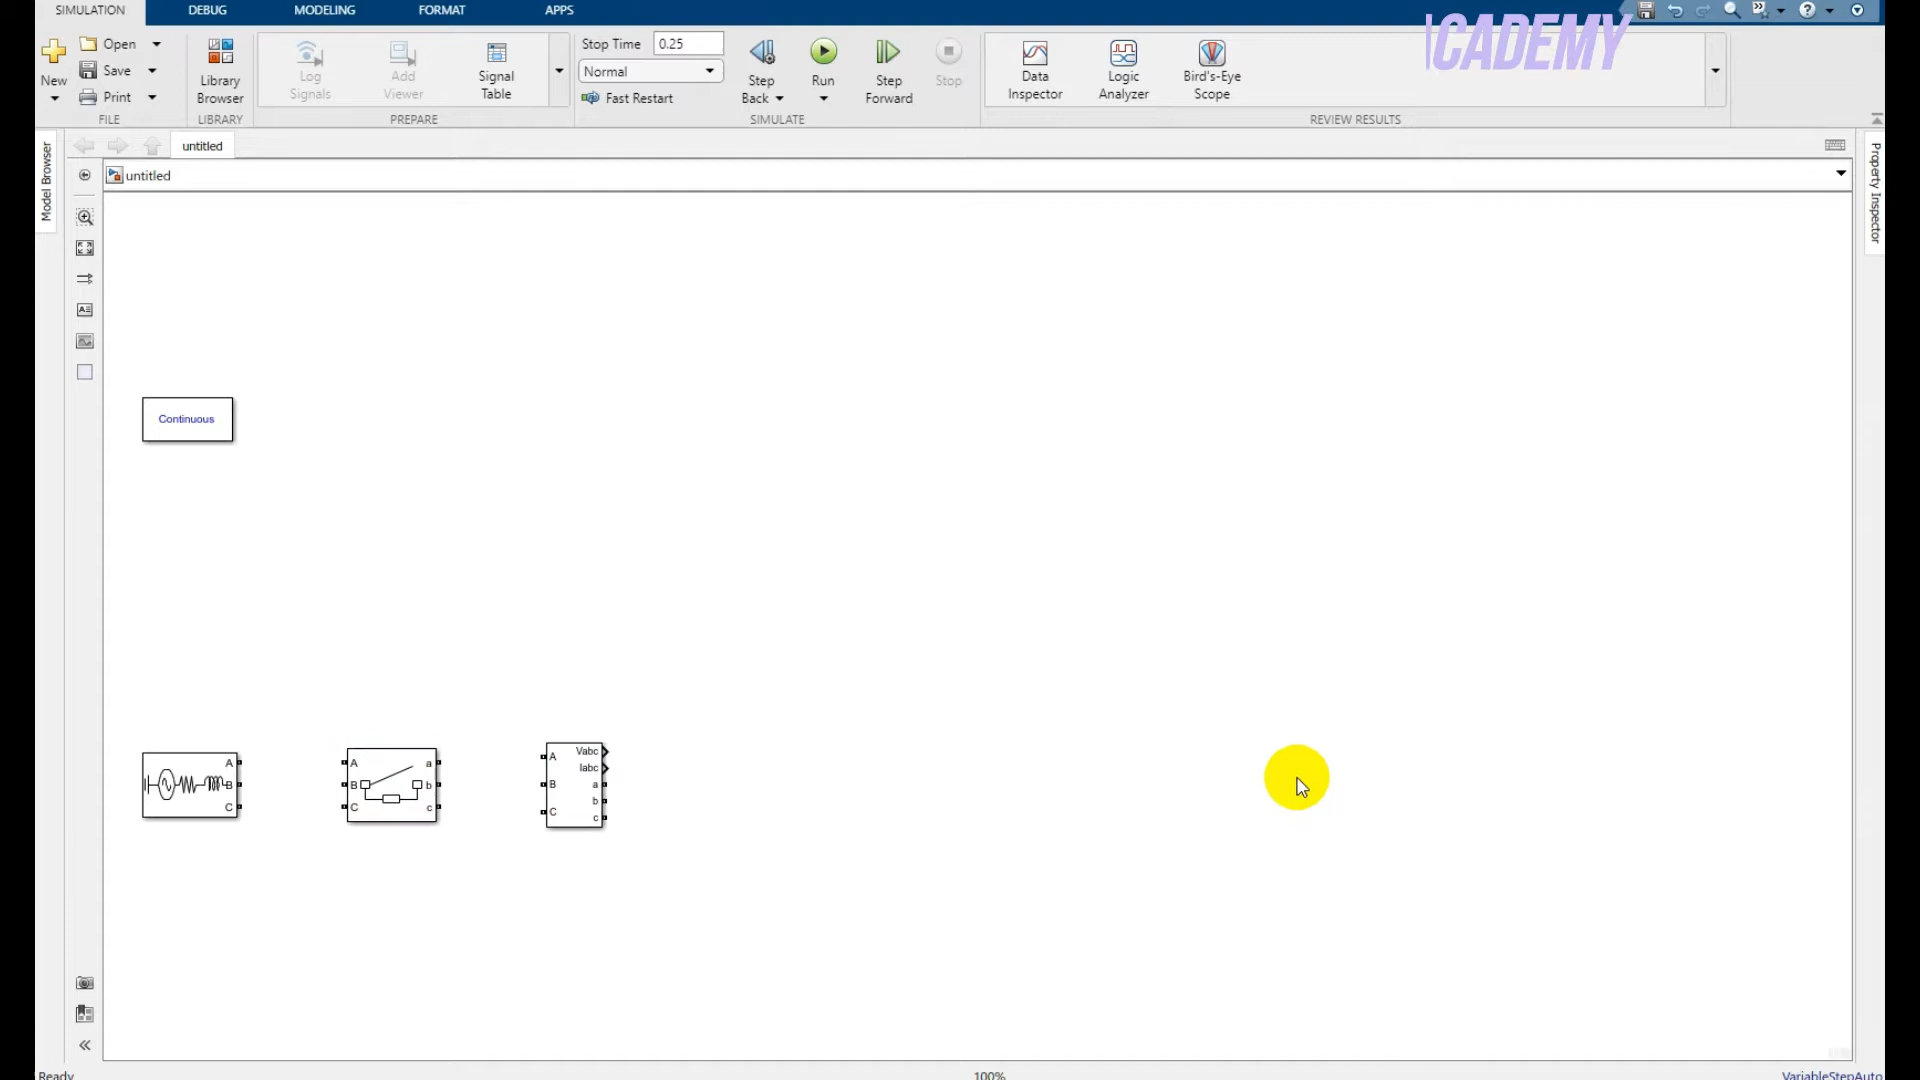 SIMULATION DEBUG MODELING FORMAT APPS
CADEMY
New
Open
Save
Print
FILE
Library Browser
LIBRARY
Log Signals
Add Viewer
Signal Table
PREPARE
Stop Time 0.25
Normal
Fast Restart
Step Back
Run
Step Forward
Stop
SIMULATE
Data Inspector
Logic Analyzer
Bird's-Eye Scope
REVIEW RESULTS
Model Browser
untitled
untitled
Property Inspector
Continuous
A
B
C
A a
B b
C c
Vabc
A
Iabc
B a
b
C c
Ready 100% VariableStepAuto